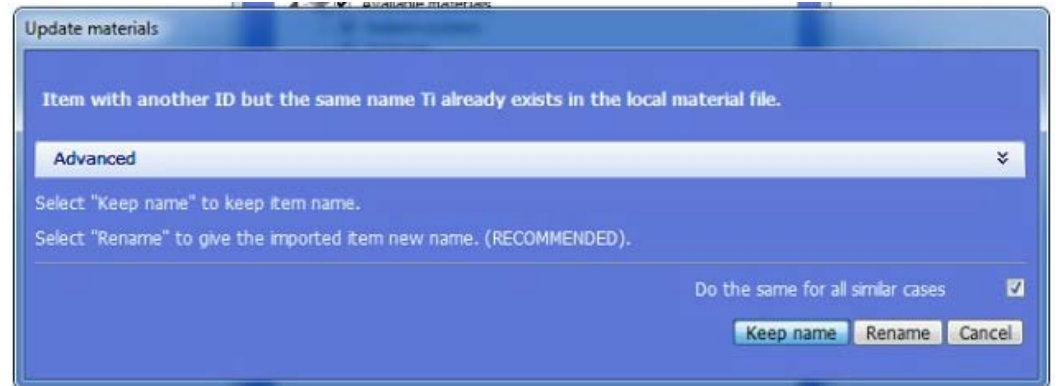 Available materials
Update materials
Item with another ID but the same name Ti already exists in the local material file.
Advanced
Select "Keep name" to keep item name.
Select "Rename" to give the imported item new name. (RECOMMENDED).
Do the same for all similar cases
Keep name Rename Cancel